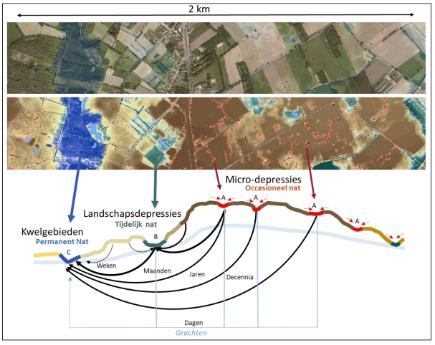 2 km
Micro-depressies
Occasioneel nat
Landschapsdepressies
Tijdelijk nat
Kwelgebieden
Permanent Nat
A
A
A
A
B
C
Weken
Maanden
Jaren
Decennia
Dagen
Grachten